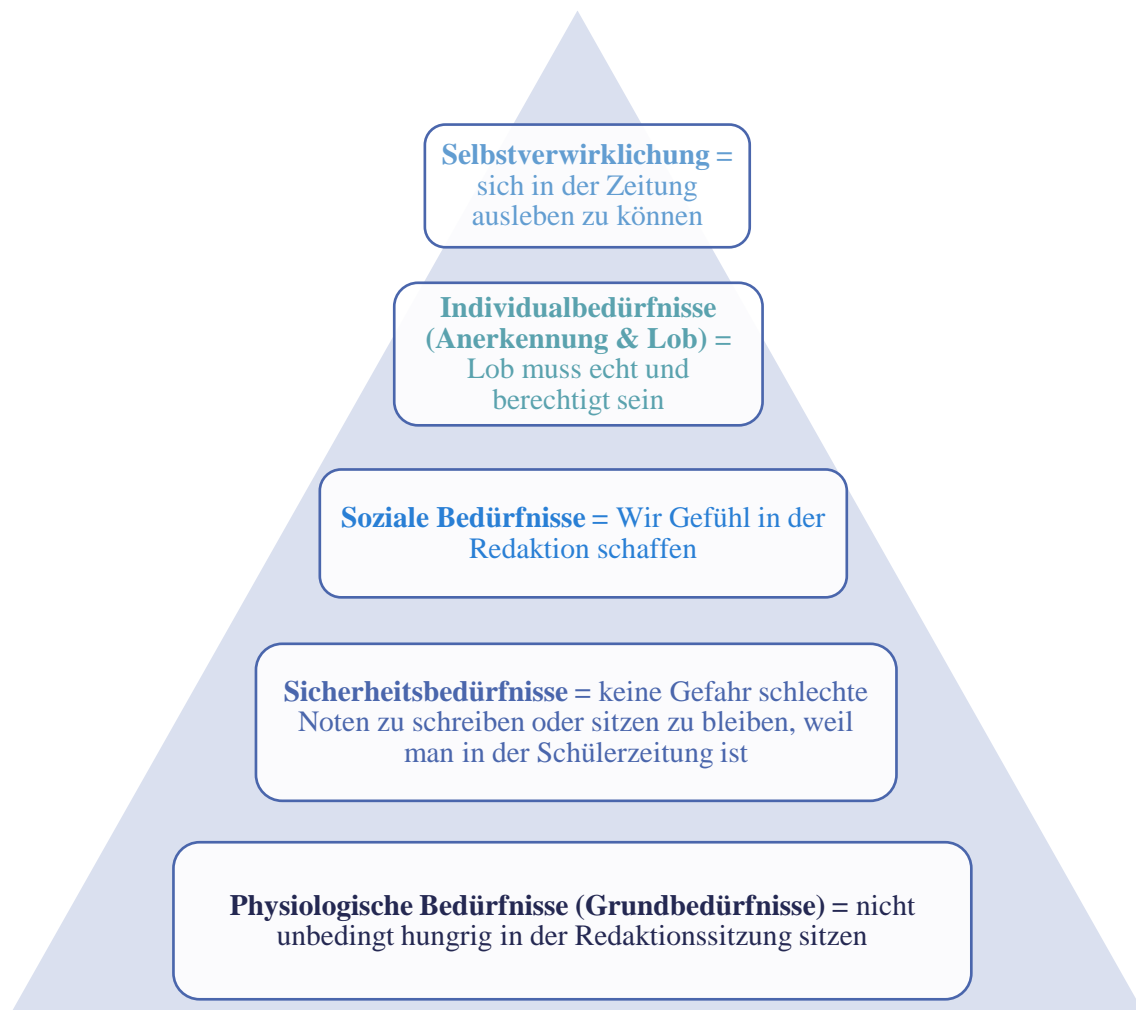 Selbstverwirklichung =
sich in der Zeitung
ausleben zu können
Individualbedürfnisse
(Anerkennung & Lob) =
Lob muss echt und
berechtigt sein
Soziale Bedürfnisse = Wir Gefühl in der
Redaktion schaffen
Sicherheitsbedürfnisse = keine Gefahr schlechte
Noten zu schreiben oder sitzen zu bleiben, weil
man in der Schülerzeitung ist
Physiologische Bedürfnisse (Grundbedürfnisse) = nicht
unbedingt hungrig in der Redaktionssitzung sitzen